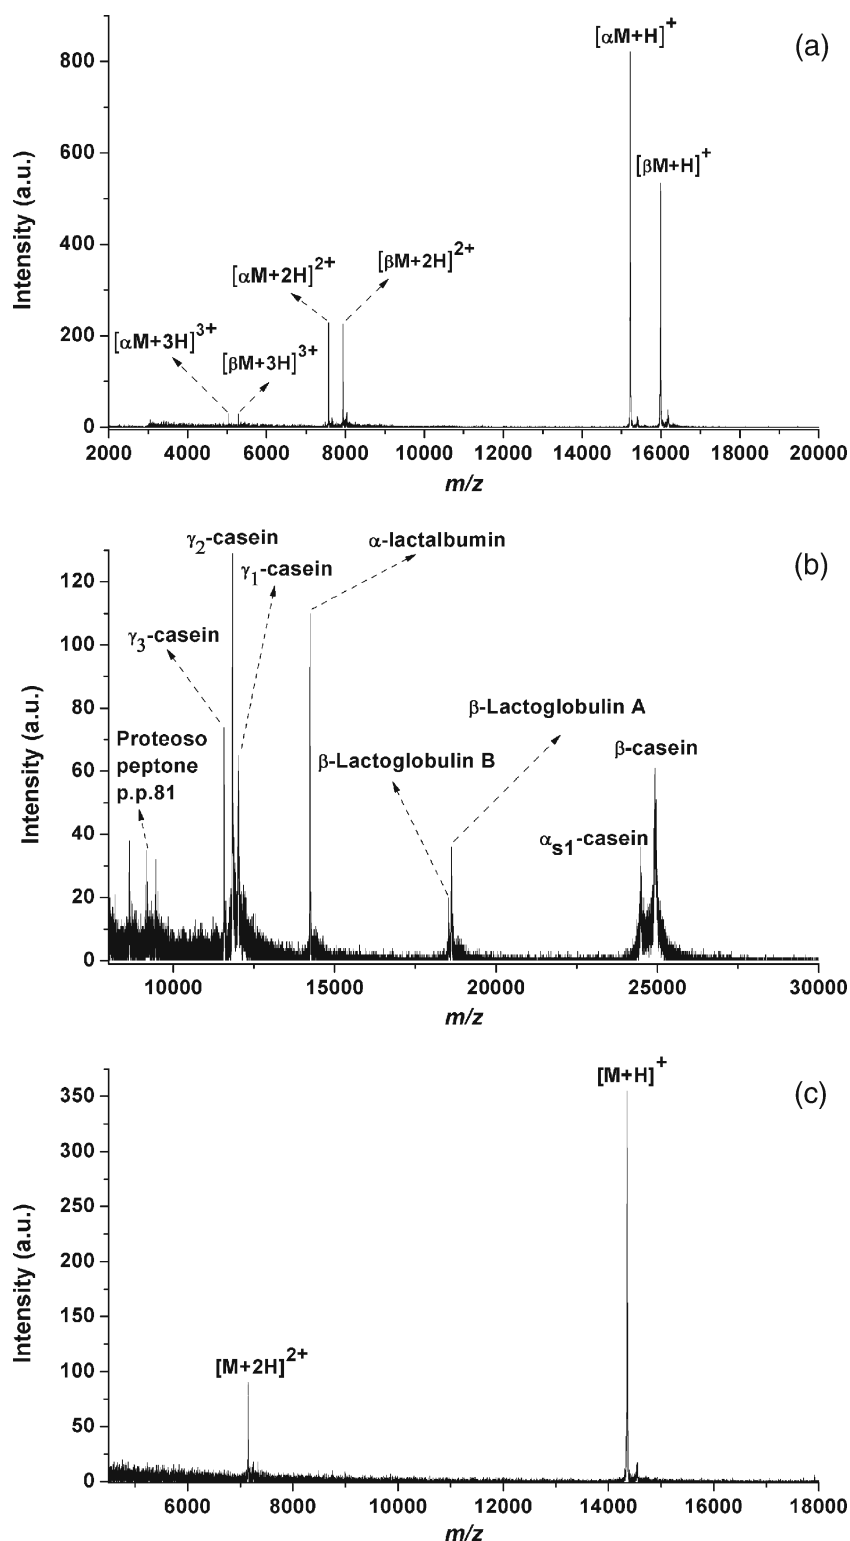 (a)
[αM+H]⁺
[βM+H]⁺
[αM+2H]²⁺
[βM+2H]²⁺
[αM+3H]³⁺
[βM+3H]³⁺
Intensity (a.u.)
800
600
400
200
0
2000 4000 6000 8000 10000 12000 14000 16000 18000 20000
m/z
(b)
γ₂-casein
γ₁-casein
α-lactalbumin
γ₃-casein
Proteoso
peptone
p.p.81
β-Lactoglobulin A
β-Lactoglobulin B
β-casein
αs1-casein
Intensity (a.u.)
120
100
80
60
40
20
0
10000 15000 20000 25000 30000
m/z
(c)
[M+H]⁺
[M+2H]²⁺
Intensity (a.u.)
350
300
250
200
150
100
50
0
6000 8000 10000 12000 14000 16000 18000
m/z